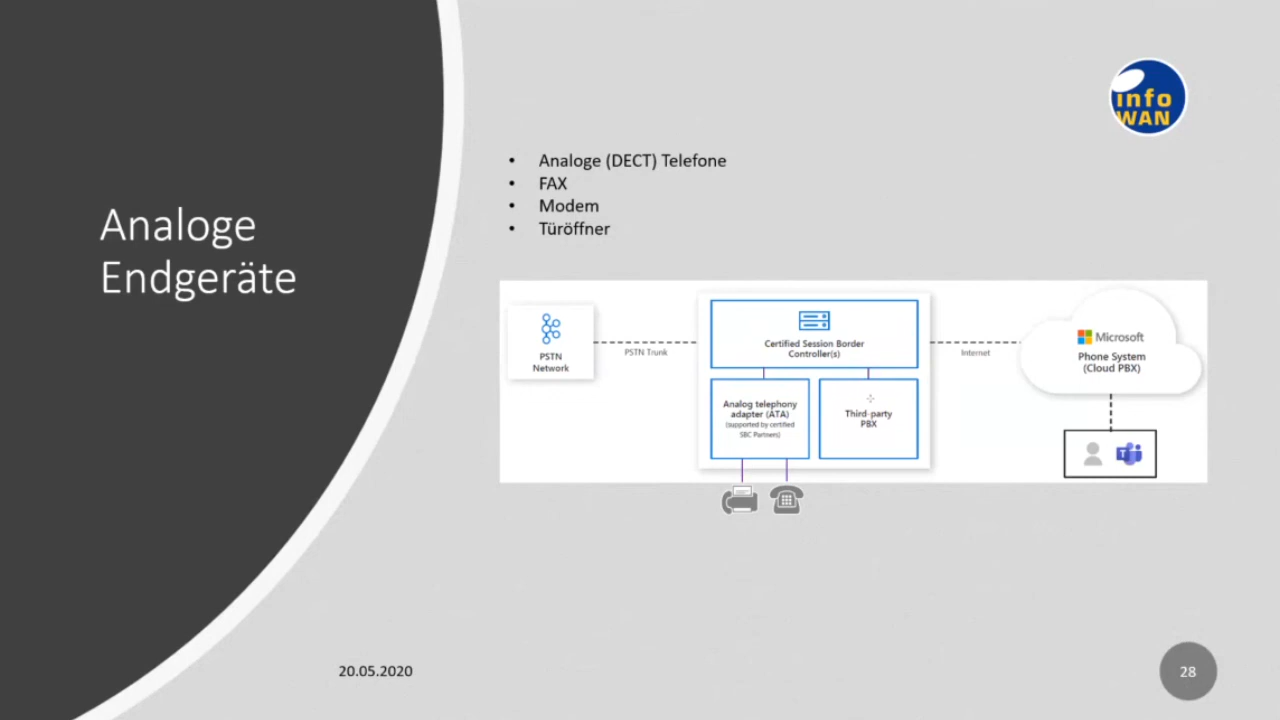 Analoge
Endgeräte
info
WAN
• Analoge (DECT) Telefone
• FAX
• Modem
• Türöffner
PSTN
Network
PSTN Trunk
Certified Session Border
Controller(s)
Analog telephony
adapter (ATA)
(supported by certified
SBC Partners)
Third-party
PBX
Internet
Microsoft
Phone System
(Cloud PBX)
T
20.05.2020
28